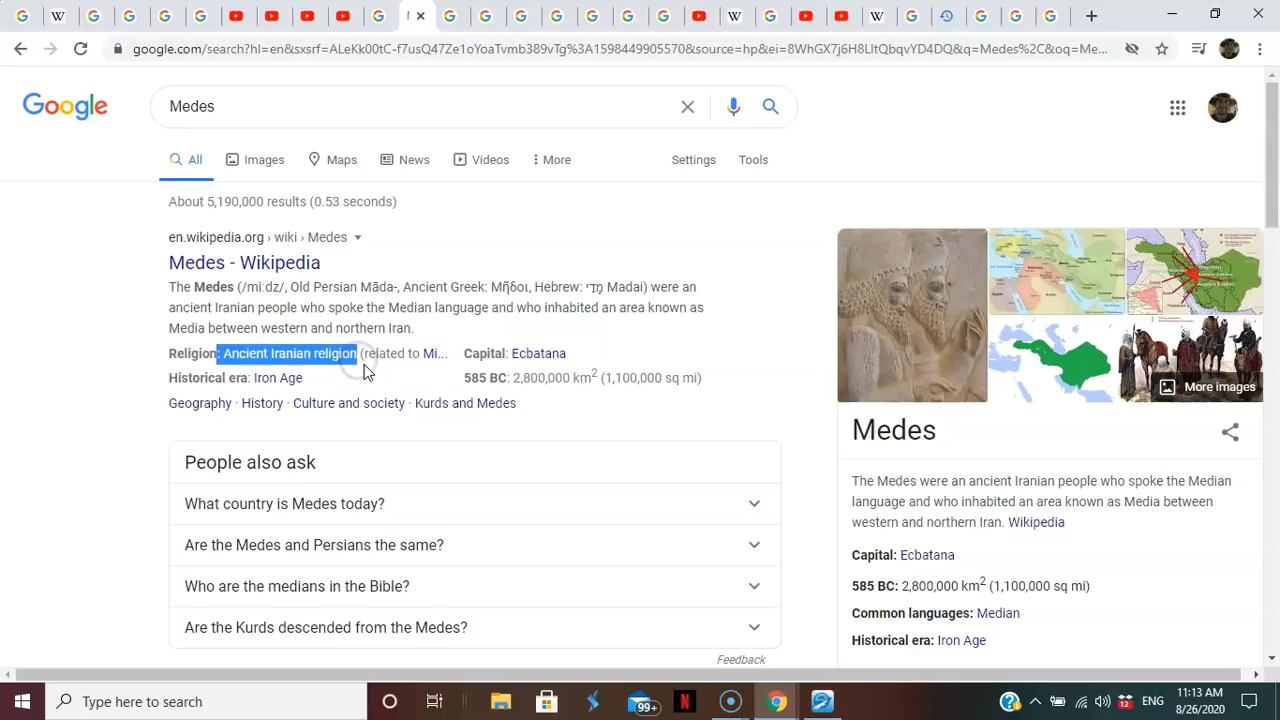 google.com/search?hl=en&sxsrf=ALeKk00tC-f7usQ47Ze1oYoaTvmb389vTg%3A1598449905570&source=hp&ei=8WhGX7j6H8LltQbqvYD4DQ&q=Medes%2C&oq=Me...
Google
Medes
All Images Maps News Videos More Settings Tools
About 5,190,000 results (0.53 seconds)
en.wikipedia.org › wiki › Medes
Medes - Wikipedia
The Medes (/miːdz/, Old Persian Māda-, Ancient Greek: Μῆδοι, Hebrew: מָדַי Madai) were an
ancient Iranian people who spoke the Median language and who inhabited an area known as
Media between western and northern Iran.
Religion: Ancient Iranian religion (related to Mi... Capital: Ecbatana
Historical era: Iron Age 585 BC: 2,800,000 km2 (1,100,000 sq mi)
Geography · History · Culture and society · Kurds and Medes
People also ask
What country is Medes today?
Are the Medes and Persians the same?
Who are the medians in the Bible?
Are the Kurds descended from the Medes?
Feedback
More images
Medes
The Medes were an ancient Iranian people who spoke the Median
language and who inhabited an area known as Media between
western and northern Iran. Wikipedia
Capital: Ecbatana
585 BC: 2,800,000 km2 (1,100,000 sq mi)
Common languages: Median
Historical era: Iron Age
Type here to search
99+
N
12
ENG
11:13 AM
8/26/2020